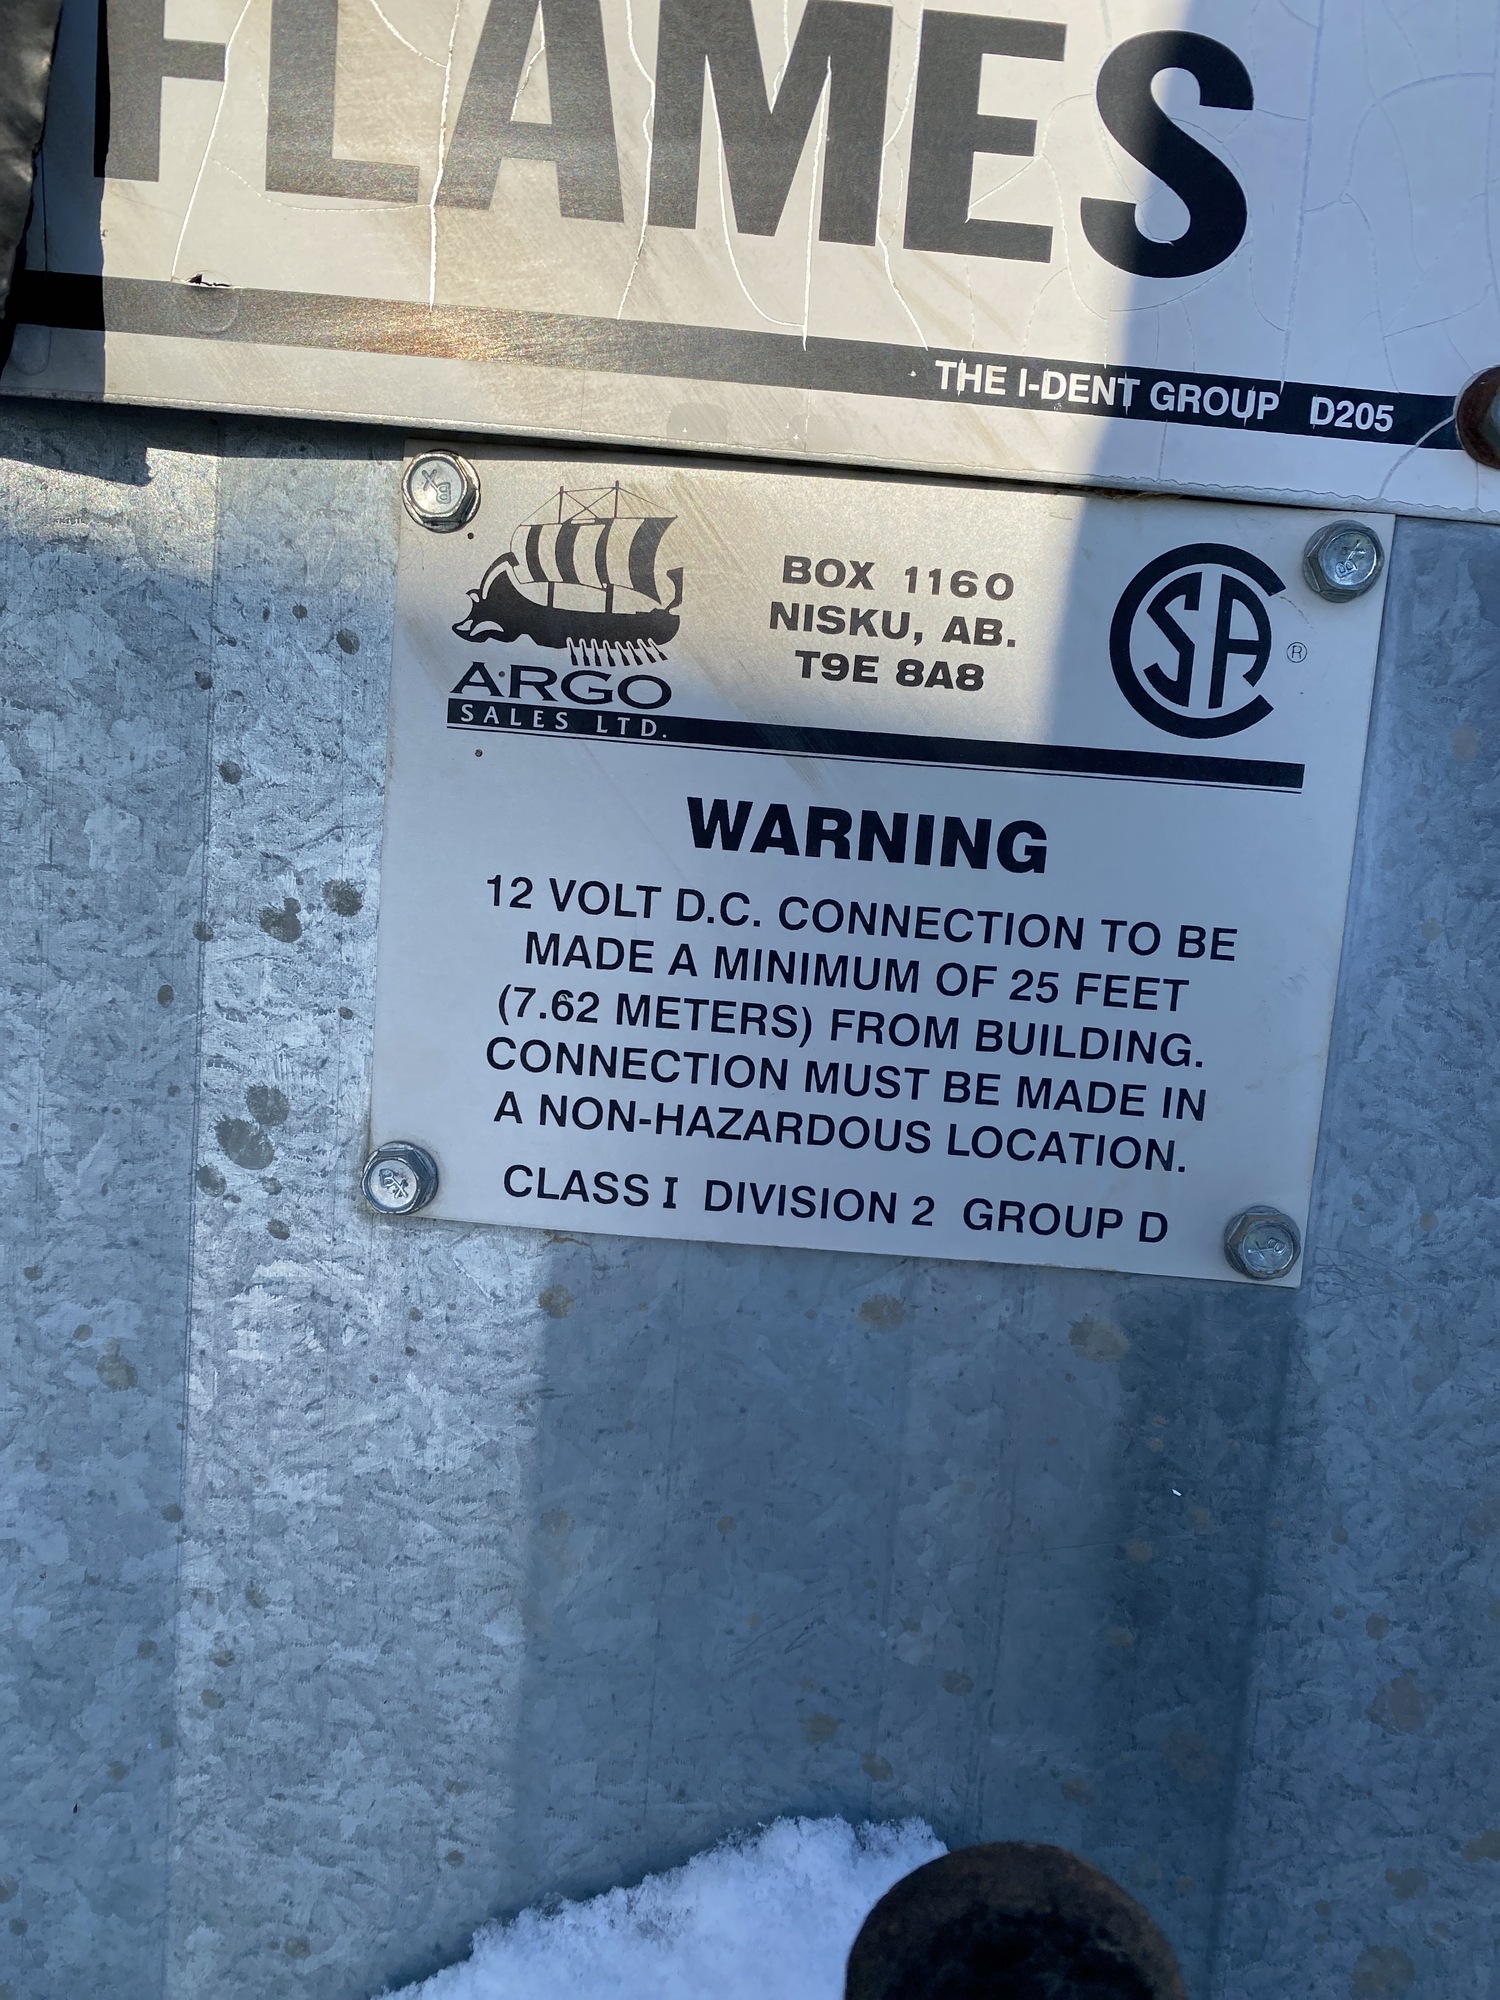 FLAMES
THE I-DENT GROUP D205
ARGO
SALES LTD.
BOX 1160
NISKU, AB.
T9E 8A8
CSA ®
WARNING
12 VOLT D.C. CONNECTION TO BE
MADE A MINIMUM OF 25 FEET
(7.62 METERS) FROM BUILDING.
CONNECTION MUST BE MADE IN
A NON-HAZARDOUS LOCATION.
CLASS I DIVISION 2 GROUP D